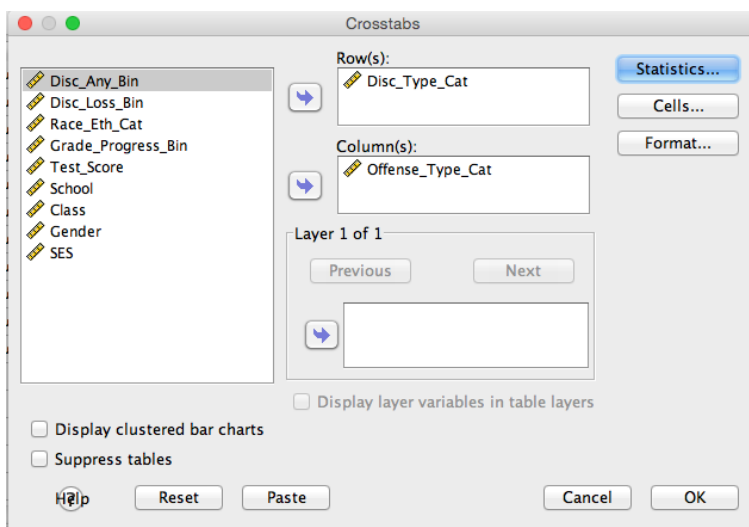 Crosstabs
Disc_Any_Bin
Disc_Loss_Bin
Race_Eth_Cat
Grade_Progress_Bin
Test_Score
School
Class
Gender
SES
Row(s):
Disc_Type_Cat
Column(s):
Offense_Type_Cat
Layer 1 of 1
Previous
Next
Display layer variables in table layers
Statistics...
Cells...
Format...
Display clustered bar charts
Suppress tables
Help
?
Reset
Paste
Cancel
OK